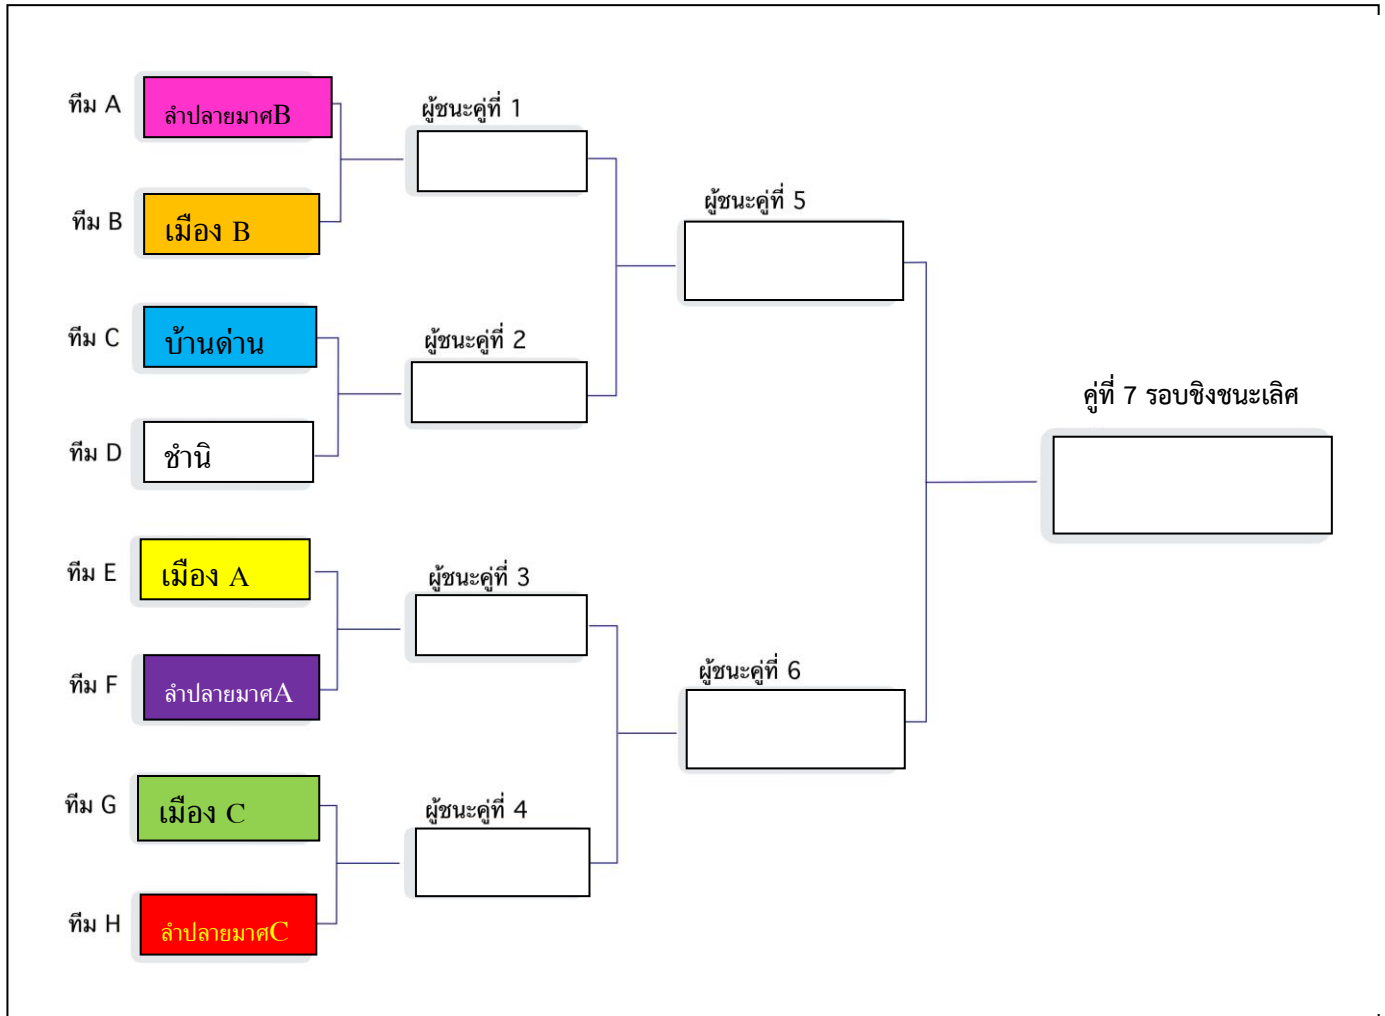 ทีม A
ลำปลายมาศB
ผู้ชนะคู่ที่ 1
ทีม B
เมือง B
ผู้ชนะคู่ที่ 5
ทีม C
บ้านด่าน
ผู้ชนะคู่ที่ 2
คู่ที่ 7 รอบชิงชนะเลิศ
ทีม D
ชำนิ
ทีม E
เมือง A
ผู้ชนะคู่ที่ 3
ทีม F
ลำปลายมาศA
ผู้ชนะคู่ที่ 6
ทีม G
เมือง C
ผู้ชนะคู่ที่ 4
ทีม H
ลำปลายมาศC